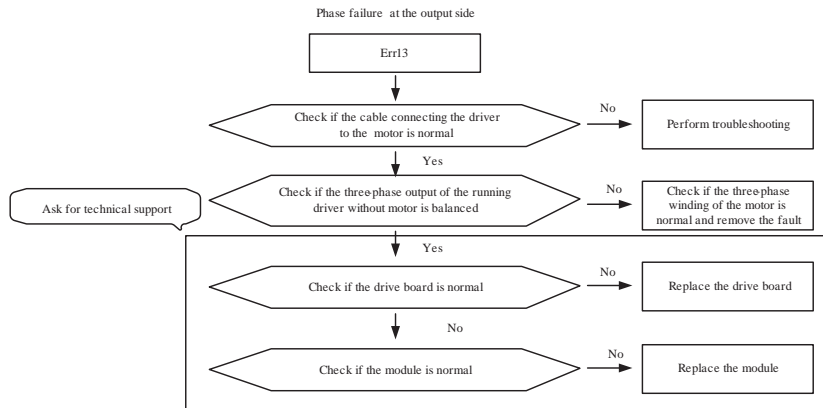 Phase failure at the output side
Err13
Check if the cable connecting the driver
to the motor is normal
No
Perform troubleshooting
Yes
Check if the three-phase output of the running
driver without motor is balanced
No
Check if the three-phase
winding of the motor is
normal and remove the fault
Ask for technical support
Yes
Check if the drive board is normal
No
Replace the drive board
No
Check if the module is normal
No
Replace the module